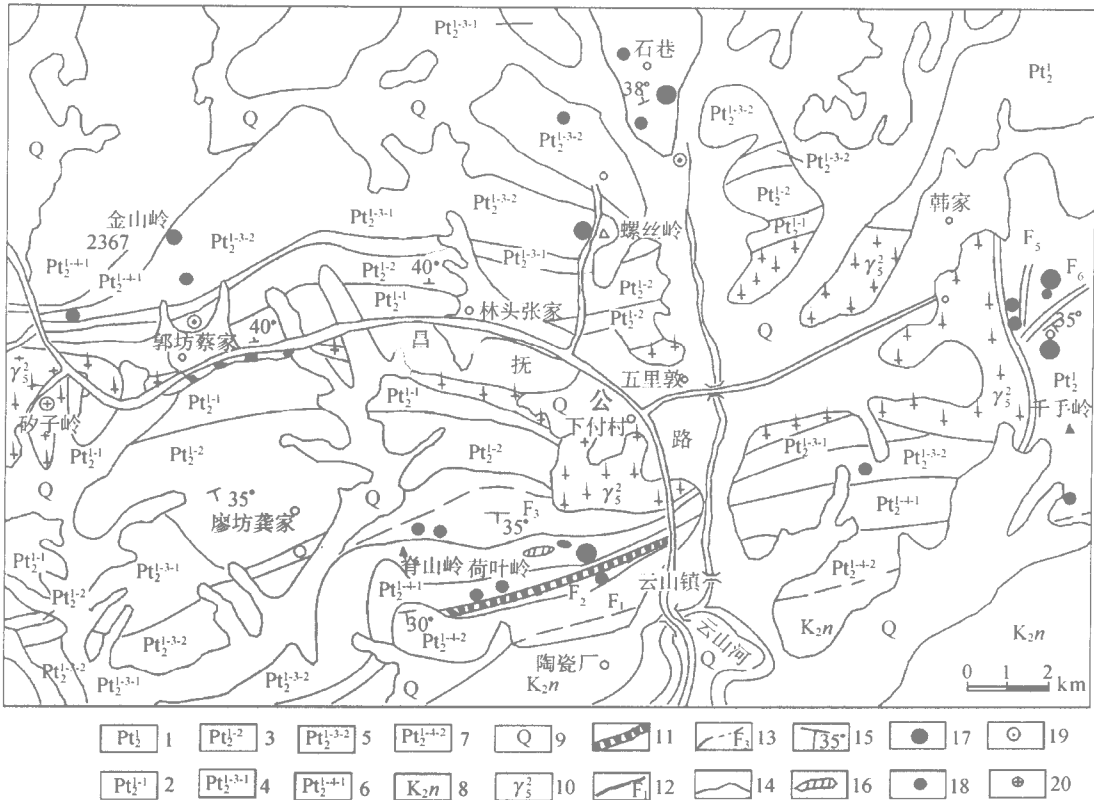 Pt₂¹⁻³⁻¹
石巷
38°
Pt₂¹
Q
Q
Q
Q
Pt₂¹⁻³⁻²
Pt₂¹⁻³⁻²
Pt₂¹⁻³⁻²
Pt₂¹⁻²
Pt₂¹⁻¹
韩家
金山岭
2367
Pt₂¹⁻³⁻²
Pt₂¹⁻³⁻¹
Pt₂¹⁻³⁻²
螺丝岭
Pt₂¹⁻³⁻¹
γ₅²
F₅
F₆
Pt₂¹⁻⁴⁻¹
Pt₂¹⁻⁴⁻¹
Pt₂¹⁻²
40°
Pt₂¹⁻¹
Pt₂¹⁻²
Pt₂¹⁻²
林头张家
郭坊蔡家
40°
昌
抚
公
路
Q
35°
五里敦
γ₅²
矽子岭
Pt₂¹⁻¹
Pt₂¹⁻¹
Pt₂¹⁻¹
Q
下付村
γ₅²
Pt₂¹
千于岭
Pt₂¹⁻²
Pt₂¹⁻²
Pt₂¹⁻³⁻¹
Pt₂¹⁻³⁻²
Q
35°
廖坊龚家
Q
F₃
35°
γ₅²
Pt₂¹⁻⁴⁻¹
Pt₂¹⁻¹
Pt₂¹⁻²
Pt₂¹⁻³⁻¹
脊山岭
荷叶岭
Pt₂¹⁻⁴⁻¹
F₂
F₁
云山镇
Pt₂¹⁻⁴⁻²
30°
Pt₂¹⁻⁴⁻²
Pt₂¹⁻³⁻²
Pt₂¹⁻³⁻²
Pt₂¹⁻³⁻¹
Pt₂¹⁻³⁻²
Q
陶瓷厂
K₂n
云山河
Q
K₂n
Q
K₂n
0 1 2
km
Pt₂¹ 1 Pt₂¹⁻² 3 Pt₂¹⁻³⁻² 5 Pt₂¹⁻⁴⁻² 7 Q 9 11 F₃ 13 35° 15 17 19
Pt₂¹⁻¹ 2 Pt₂¹⁻³⁻¹ 4 Pt₂¹⁻⁴⁻¹ 6 K₂n 8 γ₅² 10 F₁ 12 14 16 18 20